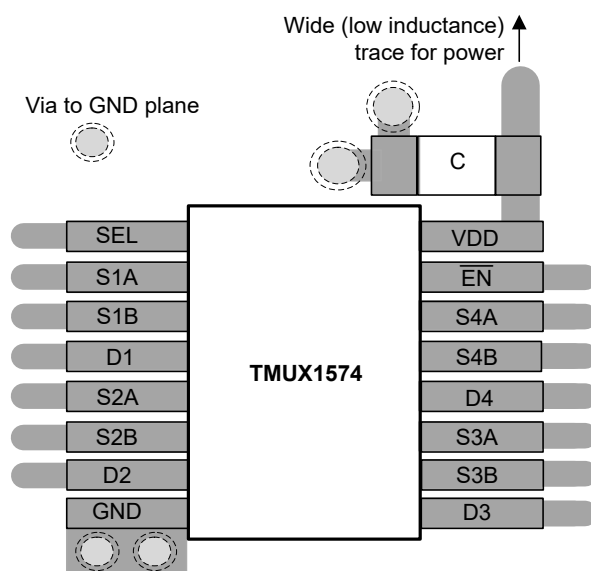 Wide (low inductance)
trace for power
Via to GND plane
C
SEL
S1A
S1B
D1
S2A
S2B
D2
GND
TMUX1574
VDD
E̅N̅
S4A
S4B
D4
S3A
S3B
D3